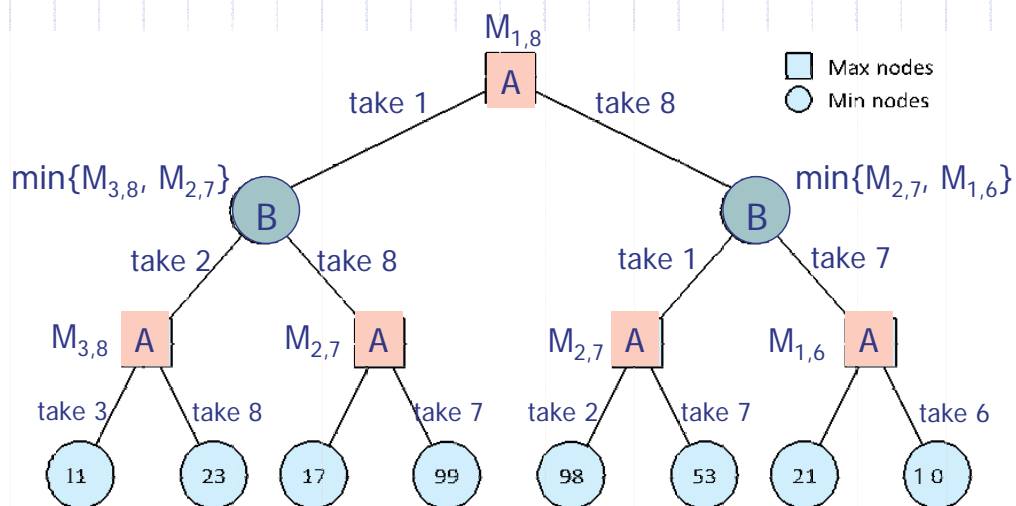 M1,8
A
Max nodes
Min nodes
take 1
take 8
min{M3,8, M2,7}
B
B
min{M2,7, M1,6}
take 2
take 8
take 1
take 7
M3,8
A
M2,7
A
M2,7
A
M1,6
A
take 3
take 8
take 7
take 2
take 7
take 6
11
23
17
99
98
53
21
10